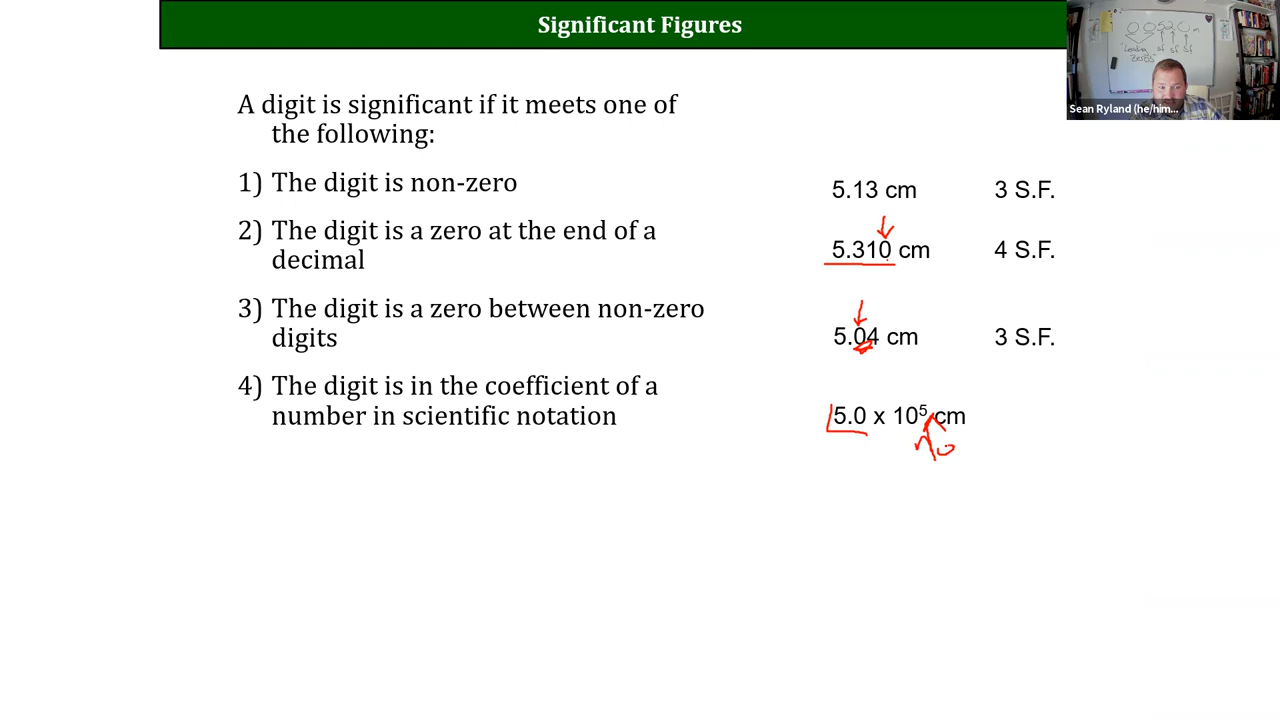 Significant Figures
Sean Ryland (he/him...
A digit is significant if it meets one of
the following:
1) The digit is non-zero
5.13 cm 3 S.F.
2) The digit is a zero at the end of a
decimal
5.310 cm 4 S.F.
3) The digit is a zero between non-zero
digits
5.04 cm 3 S.F.
4) The digit is in the coefficient of a
number in scientific notation
5.0 x 10⁵ cm
no